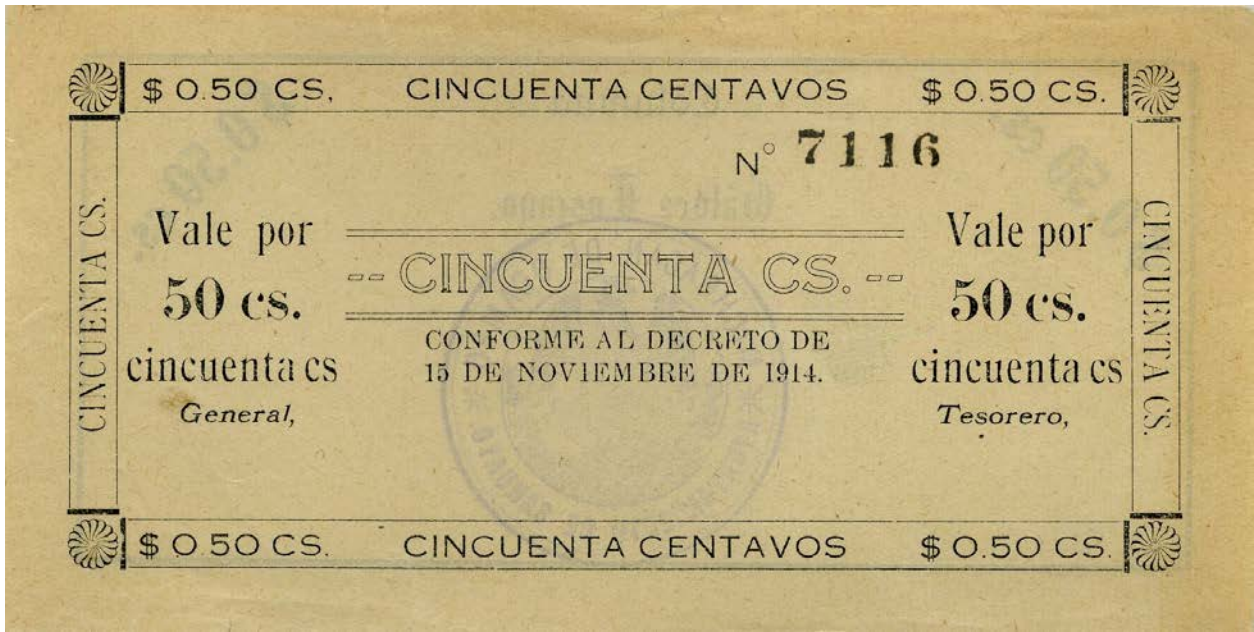 $ 0.50 CS, CINCUENTA CENTAVOS $ 0.50 CS.
Nº 7116
CINCUENTA CS.
Vale por
50 cs.
cincuenta cs
General,
-- CINCUENTA CS. --
CONFORME AL DECRETO DE
15 DE NOVIEMBRE DE 1914.
Vale por
50 cs.
cincuenta cs
Tesorero,
CINCUENTA CS.
$ 0.50 CS. CINCUENTA CENTAVOS $ 0.50 CS.